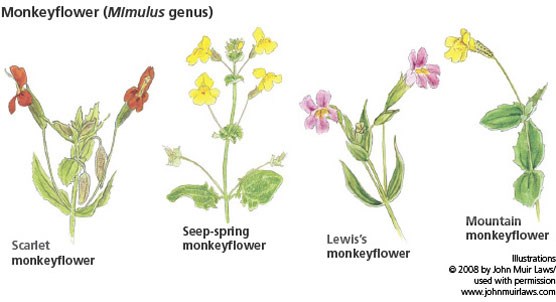 Monkeyflower (Mimulus genus)
Scarlet
monkeyflower
Seep-spring
monkeyflower
Lewis's
monkeyflower
Mountain
monkeyflower
Illustrations
© 2008 by John Muir Laws/
used with permission
www.johnmuirlaws.com